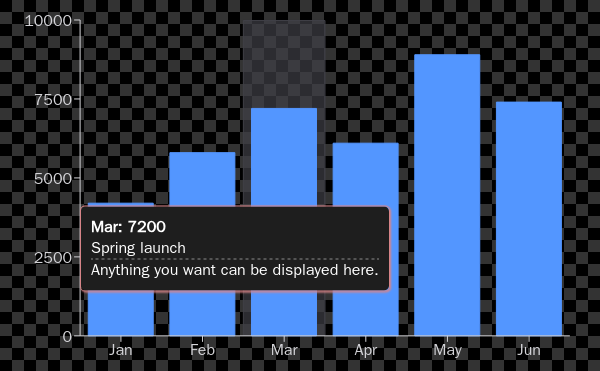 10000
7500
5000
2500
0
Mar: 7200
Spring launch
Anything you want can be displayed here.
Jan Feb Mar Apr May Jun